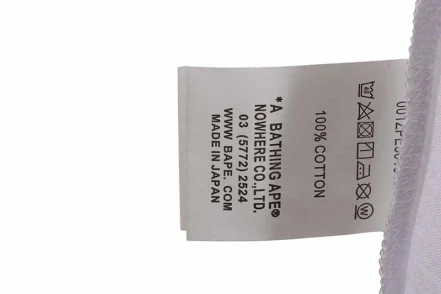 100% COTTON
*A BATHING APE®
NOWHERE CO.,LTD.
03 (5772) 2524
WWW. BAPE. COM
MADE IN JAPAN